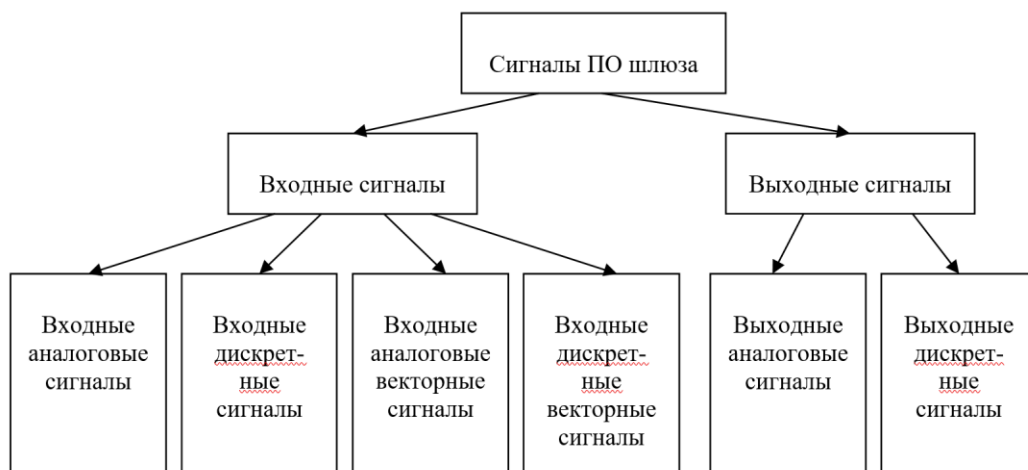 Сигналы ПО шлюза
Входные сигналы
Выходные сигналы
Входные
аналоговые
сигналы
Входные
дискрет-
ные
сигналы
Входные
аналоговые
векторные
сигналы
Входные
дискрет-
ные
векторные
сигналы
Выходные
аналоговые
сигналы
Выходные
дискрет-
ные
сигналы